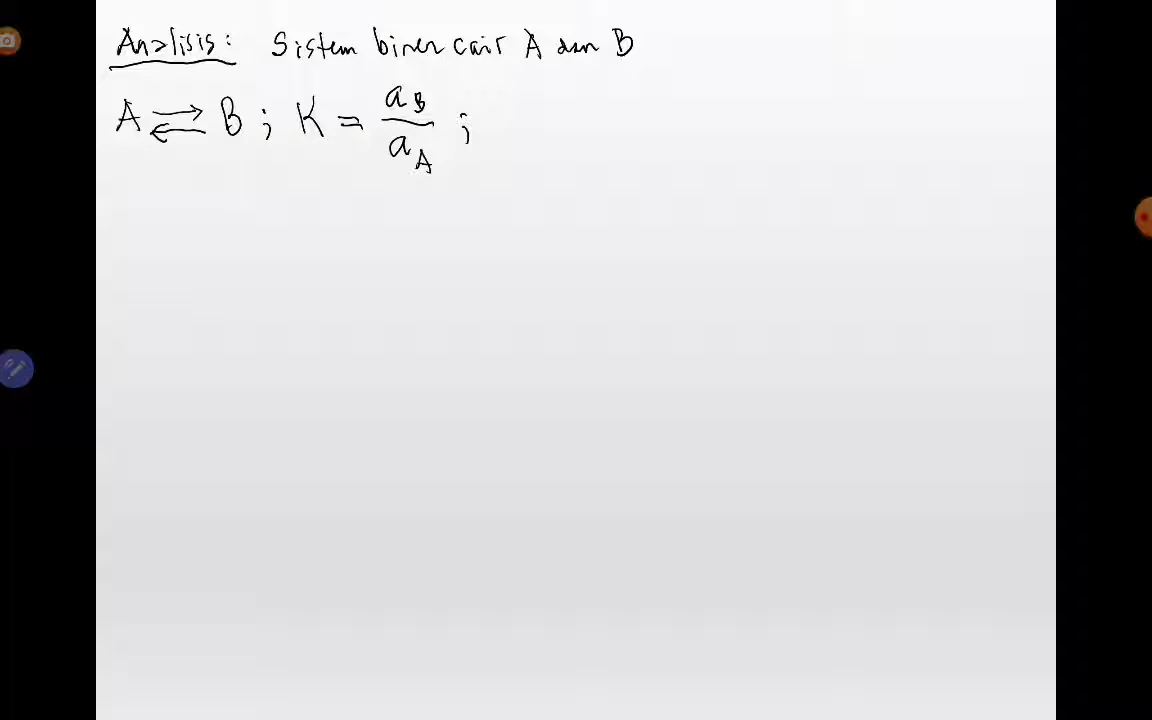 Analisis: Sistem biner cair A dan B
A ⇄ B ; K = a_B / a_A ;